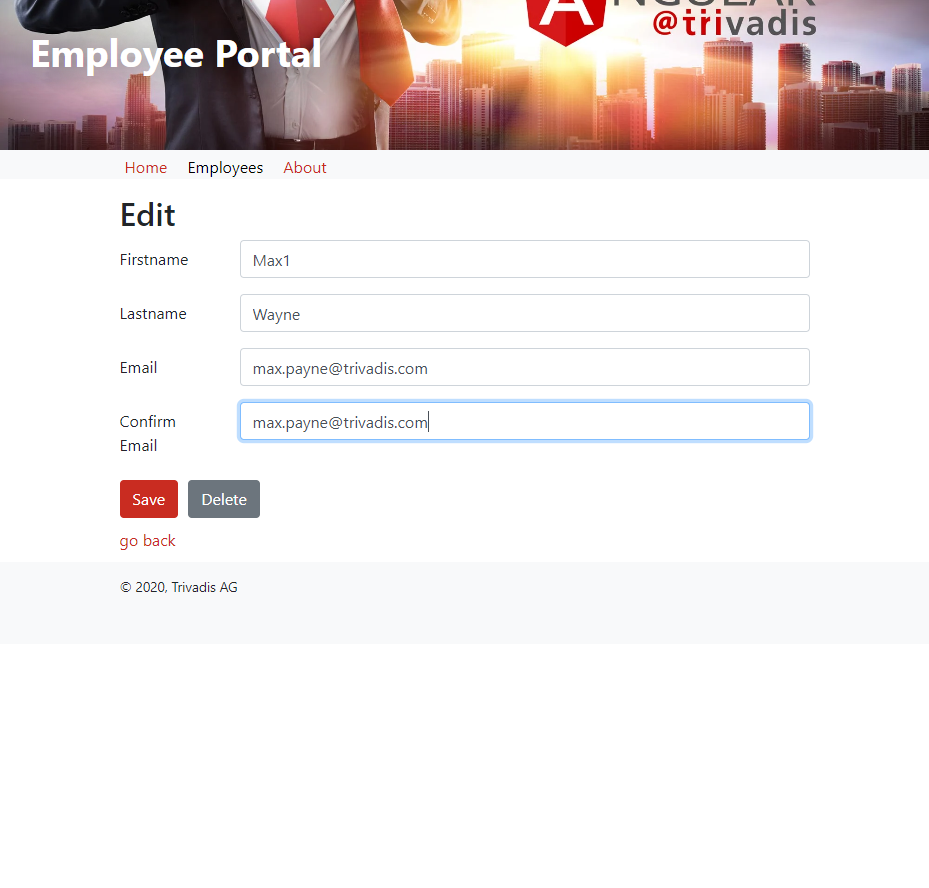 ANGULAR
@trivadis
Employee Portal
Home Employees About
Edit
Firstname Max1
Lastname Wayne
Email max.payne@trivadis.com
Confirm max.payne@trivadis.com
Email
Save Delete
go back
© 2020, Trivadis AG